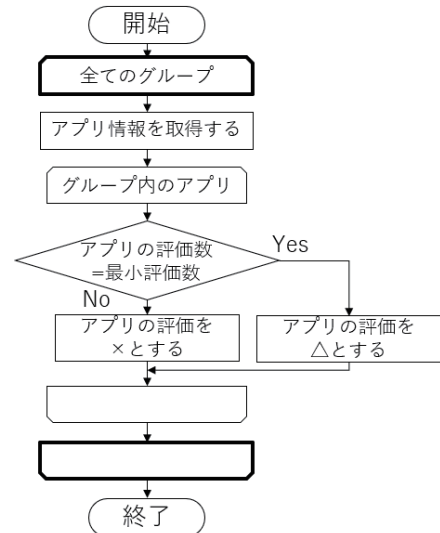 開始
全てのグループ
アプリ情報を取得する
グループ内のアプリ
アプリの評価数
=最小評価数
Yes
No
アプリの評価を
×とする
アプリの評価を
△とする
終了